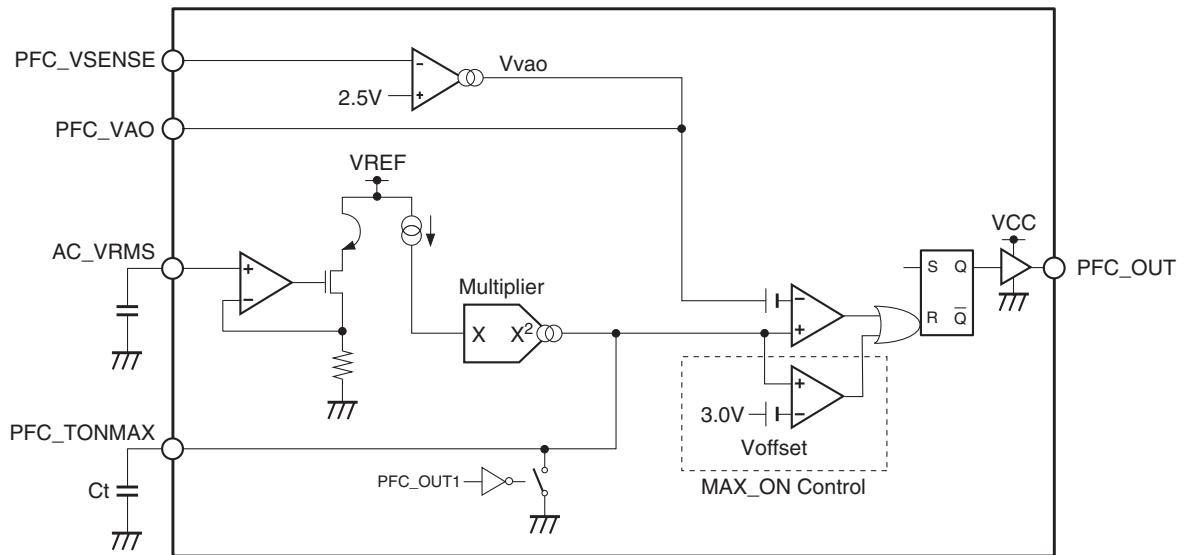 PFC_VSENSE
Vvao
2.5V
PFC_VAO
VREF
AC_VRMS
VCC
S Q
PFC_OUT
Multiplier
R Q̅
X X²
3.0V
Voffset
PFC_TONMAX
PFC_OUT1
MAX_ON Control
Ct